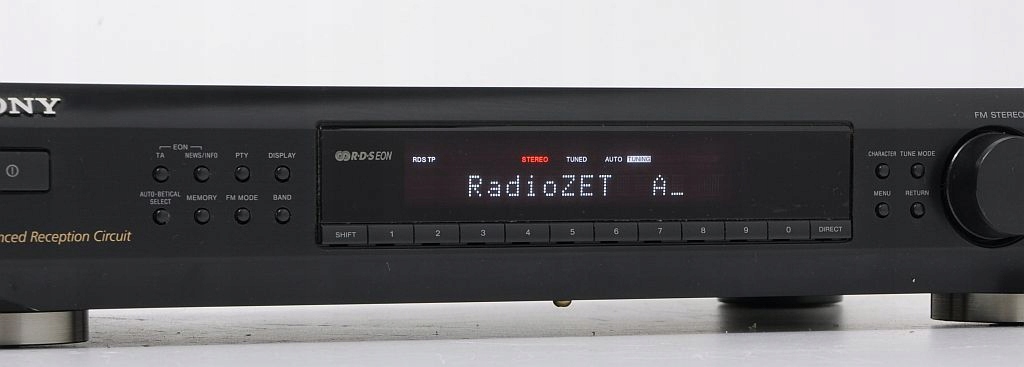 ONY
FM STEREO
EON
TA NEWS/INFO PTY DISPLAY
AUTO-BETICAL SELECT MEMORY FM MODE BAND
nced Reception Circuit
R·D·S EON
RDS TP STEREO TUNED AUTO TUNING
RadioZET A_
SHIFT 1 2 3 4 5 6 7 8 9 0 DIRECT
CHARACTER TUNE MODE
MENU RETURN